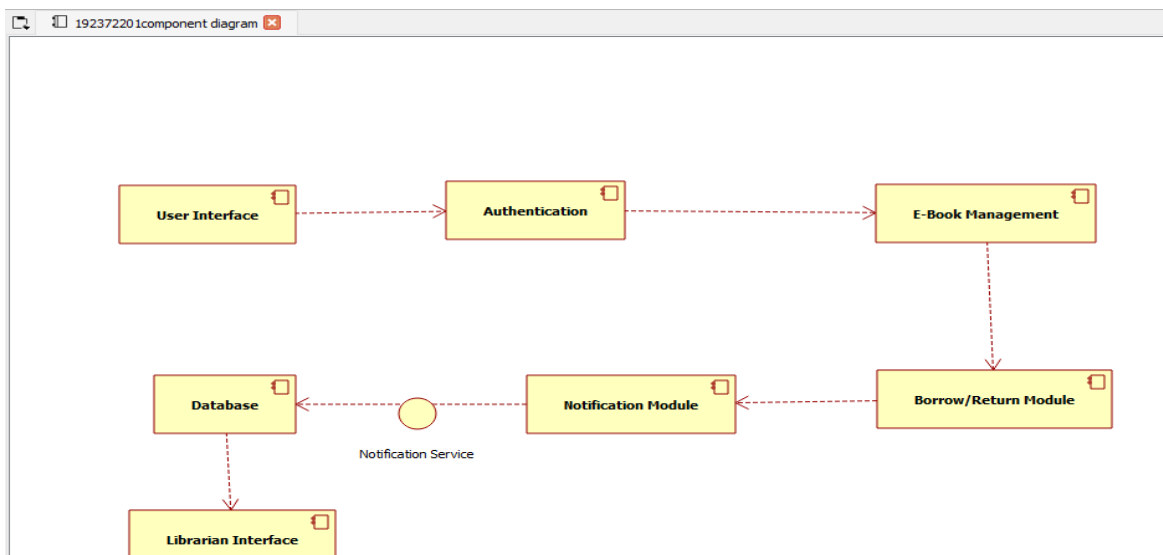 192372201component diagram
User Interface
Authentication
E-Book Management
Database
Notification Module
Borrow/Return Module
Notification Service
Librarian Interface